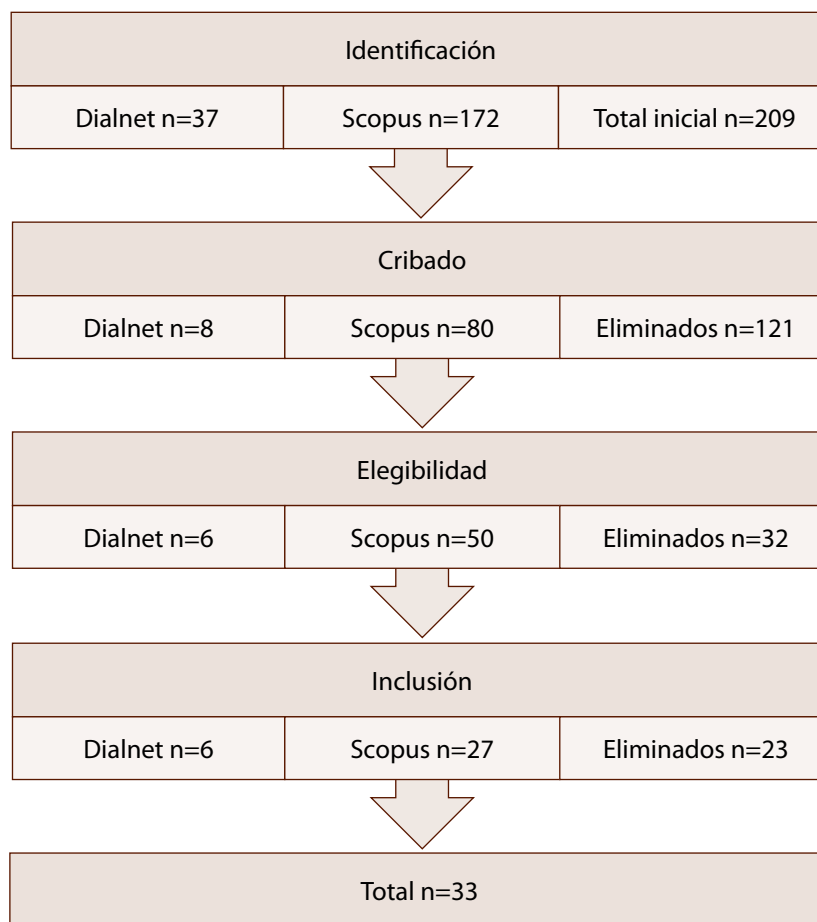 Identificación
Dialnet n=37 Scopus n=172 Total inicial n=209
Cribado
Dialnet n=8 Scopus n=80 Eliminados n=121
Elegibilidad
Dialnet n=6 Scopus n=50 Eliminados n=32
Inclusión
Dialnet n=6 Scopus n=27 Eliminados n=23
Total n=33